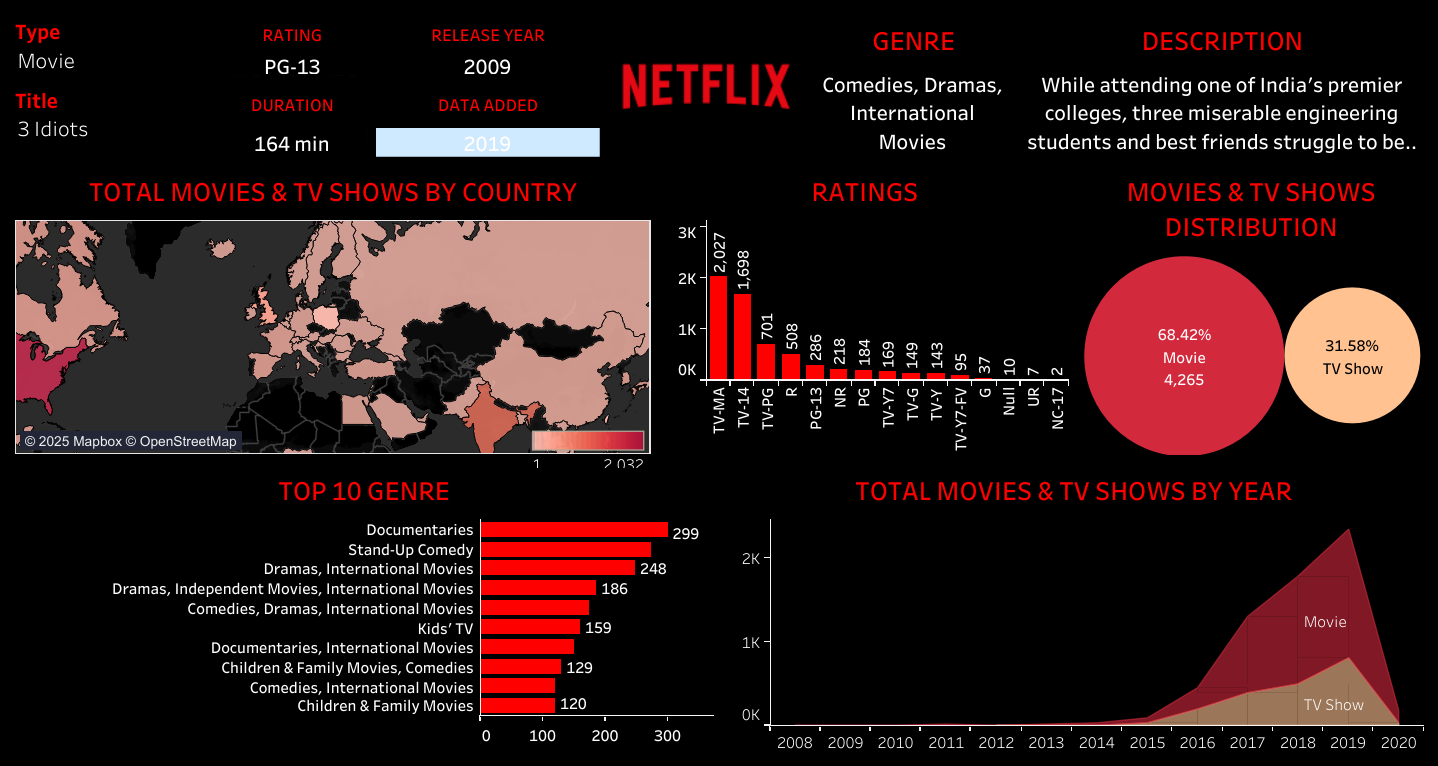 Type
Movie
Title
3 Idiots
RATING
PG-13
DURATION
164 min
RELEASE YEAR
2009
DATA ADDED
2019
NETFLIX
GENRE
Comedies, Dramas,
International
Movies
DESCRIPTION
While attending one of India's premier
colleges, three miserable engineering
students and best friends struggle to be..
TOTAL MOVIES & TV SHOWS BY COUNTRY
© 2025 Mapbox © OpenStreetMap
1 2,032
RATINGS
3K
2K
1K
0K
2,027
1,698
701
508
286
218
184
169
149
143
95
37
10
7
2
TV-MA
TV-14
TV-PG
R
PG-13
NR
PG
TV-Y7
TV-G
TV-Y
TV-Y7-FV
G
Null
UR
NC-17
MOVIES & TV SHOWS
DISTRIBUTION
68.42%
Movie
4,265
31.58%
TV Show
TOP 10 GENRE
Documentaries 299
Stand-Up Comedy
Dramas, International Movies 248
Dramas, Independent Movies, International Movies 186
Comedies, Dramas, International Movies
Kids' TV 159
Documentaries, International Movies
Children & Family Movies, Comedies 129
Comedies, International Movies
Children & Family Movies 120
0 100 200 300
TOTAL MOVIES & TV SHOWS BY YEAR
2K
1K
0K
Movie
TV Show
2008 2009 2010 2011 2012 2013 2014 2015 2016 2017 2018 2019 2020